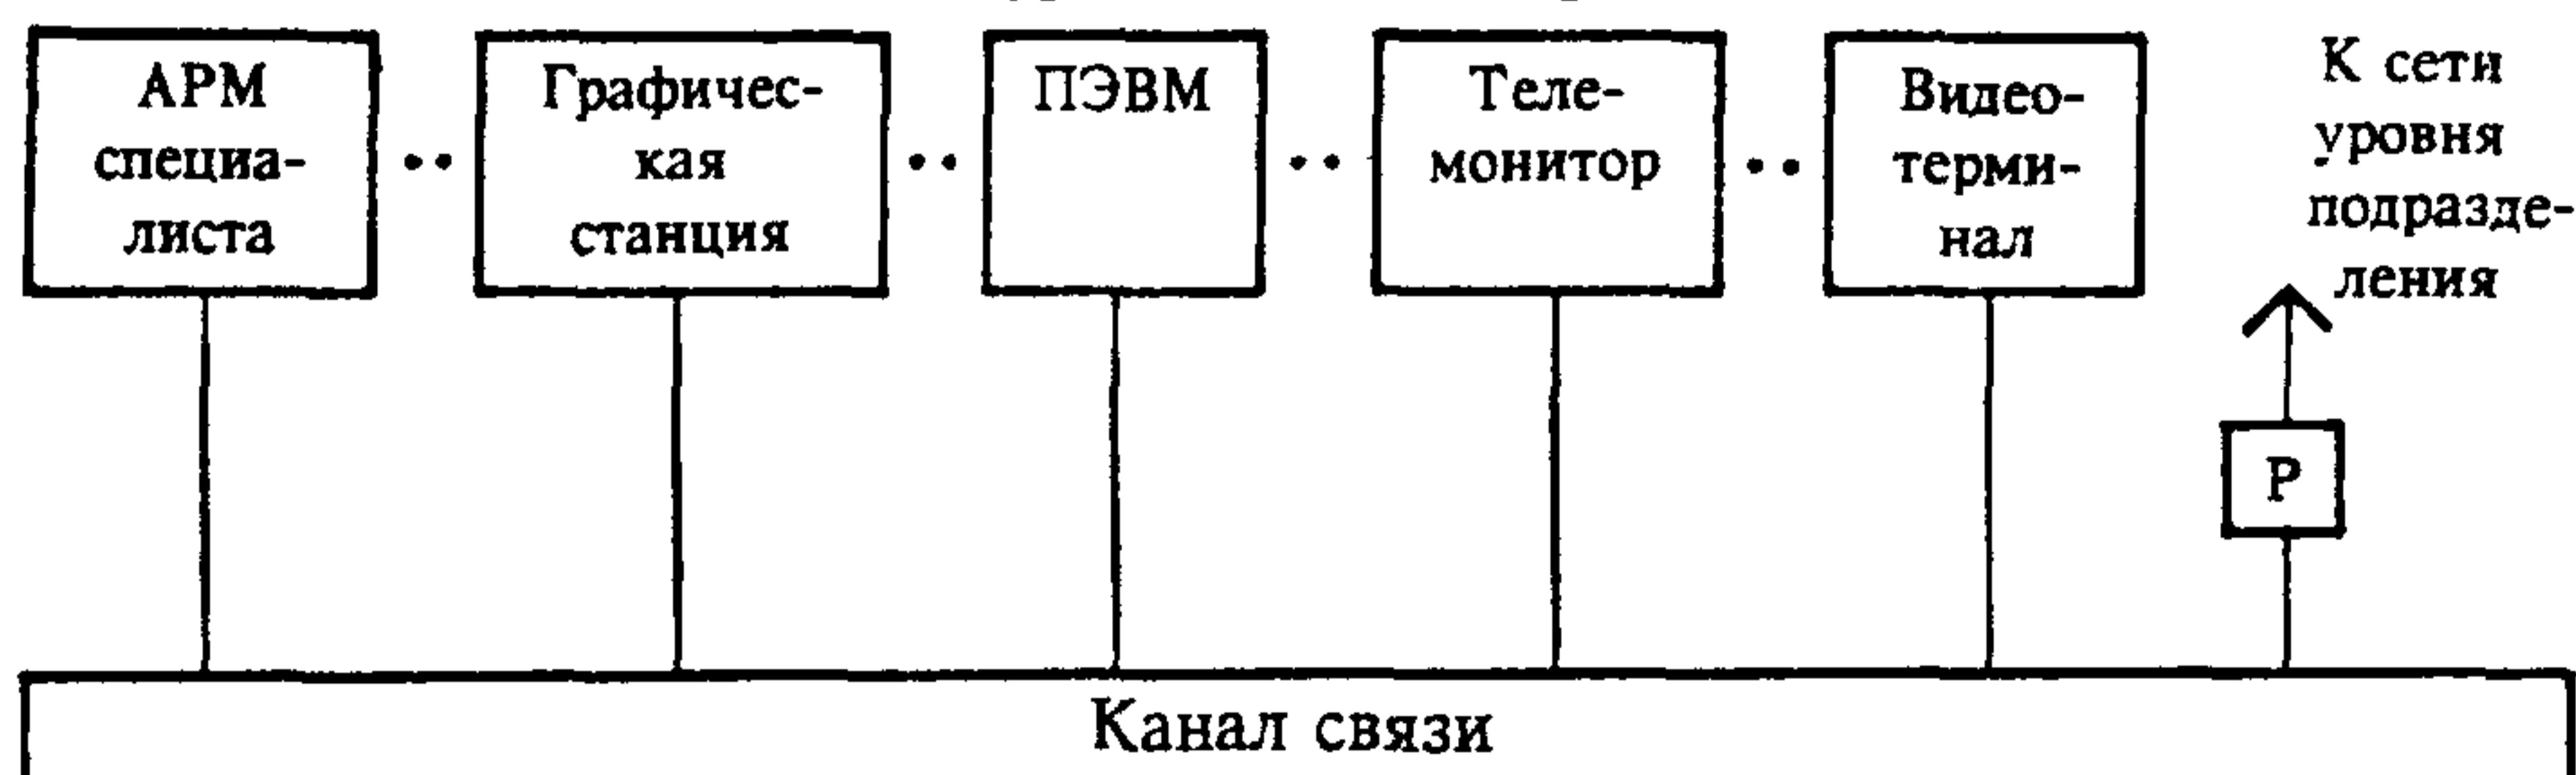 АРМ
специа-
листа
Графичес-
кая
станция
ПЭВМ
Теле-
монитор
Видео-
терми-
нал
К сети
уровня
подразде-
ления
Р
Канал связи